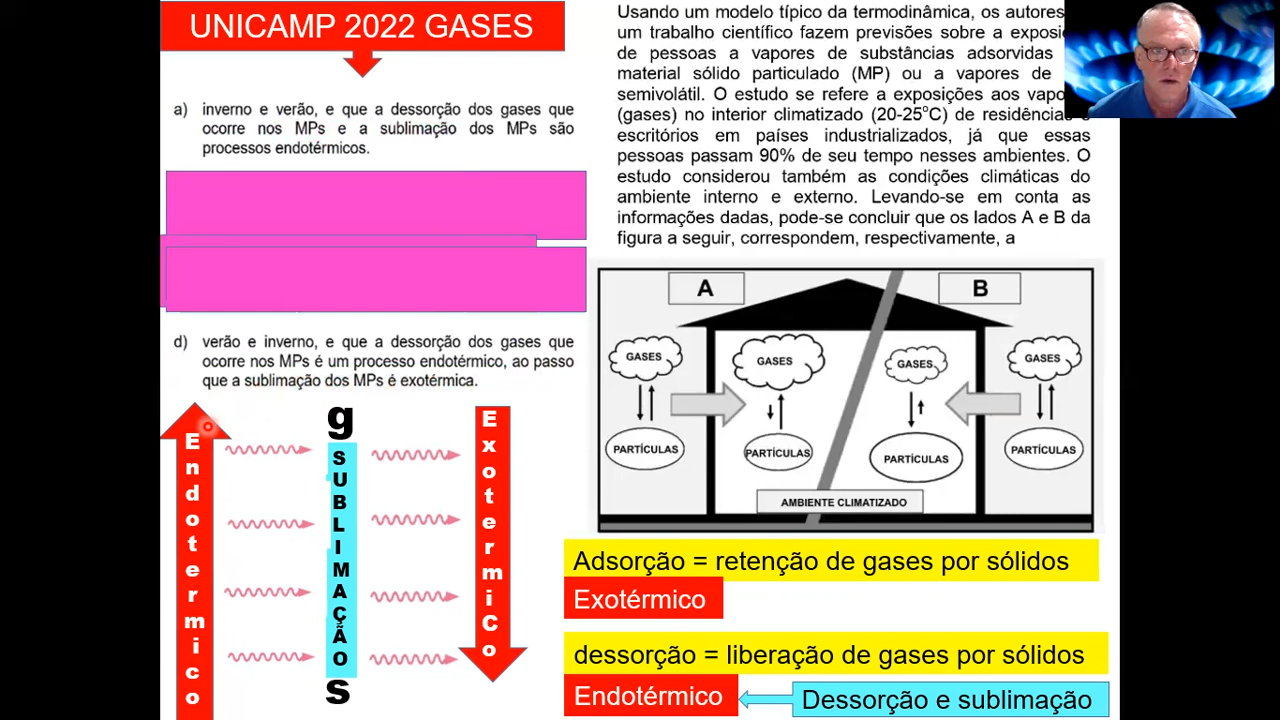 UNICAMP 2022 GASES
a) inverno e verão, e que a dessorção dos gases que
ocorre nos MPs e a sublimação dos MPs são
processos endotérmicos.
d) verão e inverno, e que a dessorção dos gases que
ocorre nos MPs é um processo endotérmico, ao passo
que a sublimação dos MPs é exotérmica.
Endotermico
g
SUBLIMAÇÃO
s
ExotermiCo
Usando um modelo típico da termodinâmica, os autores
um trabalho científico fazem previsões sobre a
de pessoas a vapores de substâncias adsorvidas
material sólido particulado (MP) ou a vapores de
semivolátil. O estudo se refere a exposições aos
(gases) no interior climatizado (20-25°C) de residências
escritórios em países industrializados, já que essas
pessoas passam 90% de seu tempo nesses ambientes. O
estudo considerou também as condições climáticas do
ambiente interno e externo. Levando-se em conta as
informações dadas, pode-se concluir que os lados A e B da
figura a seguir, correspondem, respectivamente, a
A
B
GASES
GASES
GASES
GASES
PARTÍCULAS
PARTÍCULAS
PARTÍCULAS
PARTÍCULAS
AMBIENTE CLIMATIZADO
Adsorção = retenção de gases por sólidos
Exotérmico
dessorção = liberação de gases por sólidos
Endotérmico
Dessorção e sublimação